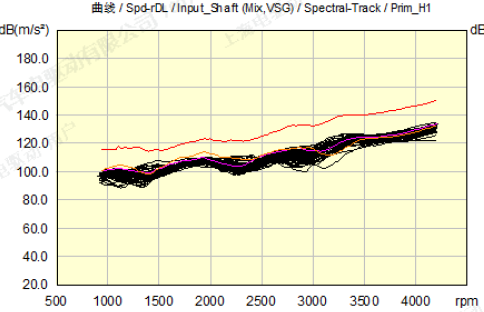 曲线 / Spd-rDL / Input_Shaft (Mix,VSG) / Spectral-Track / Prim_H1
dB(m/s²)
dB
180.0
160.0
140.0
120.0
100.0
80.0
60.0
40.0
20.0
500 1000 1500 2000 2500 3000 3500 4000 rpm